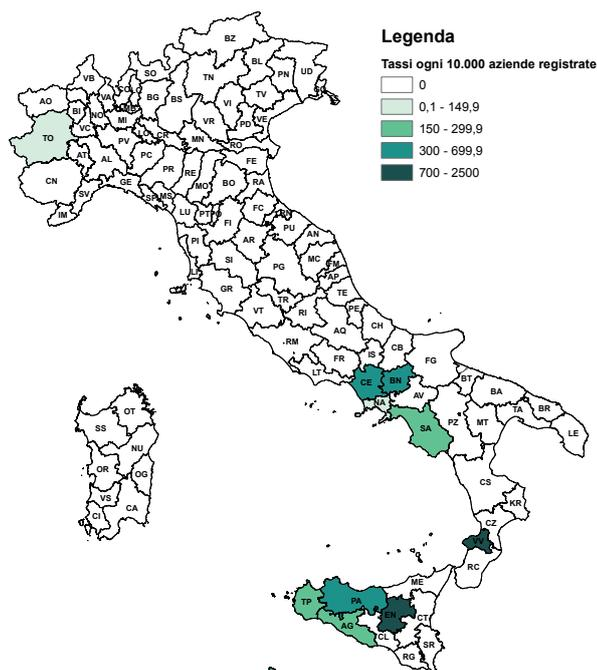 Legenda
Tassi ogni 10.000 aziende registrate
0
0,1 - 149,9
150 - 299,9
300 - 699,9
700 - 2500
BZ
VB
SO
TN
BL
PN
UD
AO
BI
VA
BG
BS
VI
TV
TO
NO
MI
VR
PD
VE
VC
PV
LO
CR
MN
RO
AT
AL
PC
FE
CN
GE
PR
RE
MO
BO
RA
SV
SP
MS
IM
LU
PT
PO
FI
FC
RN
PU
PI
AR
AN
LI
SI
PG
MC
FM
AP
GR
TR
TE
VT
RI
PE
AQ
CH
RM
IS
CB
FR
FG
LT
CE
BN
BT
AV
BA
NA
OT
SA
PZ
MT
TA
BR
SS
LE
NU
OR
OG
CS
VS
KR
CI
CA
CZ
VV
RC
ME
TP
PA
EN
CT
AG
CL
SR
RG